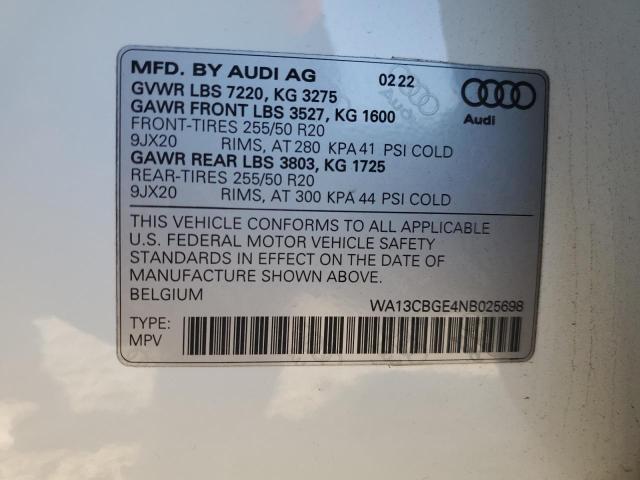 MFD. BY AUDI AG 0222
GVWR LBS 7220, KG 3275
GAWR FRONT LBS 3527, KG 1600
FRONT-TIRES 255/50 R20
9JX20 RIMS, AT 280 KPA 41 PSI COLD
GAWR REAR LBS 3803, KG 1725
REAR-TIRES 255/50 R20
9JX20 RIMS, AT 300 KPA 44 PSI COLD
Audi
THIS VEHICLE CONFORMS TO ALL APPLICABLE
U.S. FEDERAL MOTOR VEHICLE SAFETY
STANDARDS IN EFFECT ON THE DATE OF
MANUFACTURE SHOWN ABOVE.
BELGIUM
WA13CBGE4NB025698
TYPE:
MPV